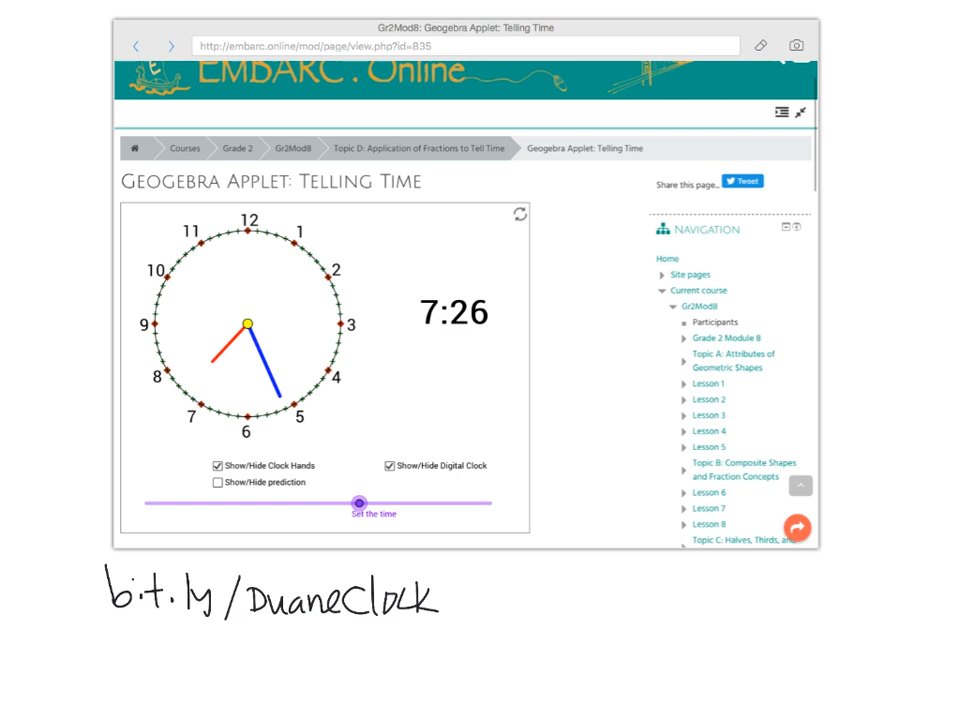 Gr2Mod8: Geogebra Applet: Telling Time
http://embarc.online/mod/page/view.php?id=835
EMBARC.Online
Courses Grade 2 Gr2Mod8 Topic D: Application of Fractions to Tell Time Geogebra Applet: Telling Time
GEOGEBRA APPLET: TELLING TIME
12
1
2
3
4
5
6
7
8
9
10
11
7:26
Show/Hide Clock Hands
Show/Hide Digital Clock
Show/Hide prediction
Set the time
Share this page...
Tweet
NAVIGATION
Home
Site pages
Current course
Gr2Mod8
Participants
Grade 2 Module 8
Topic A: Attributes of
Geometric Shapes
Lesson 1
Lesson 2
Lesson 3
Lesson 4
Lesson 5
Topic B: Composite Shapes
and Fraction Concepts
Lesson 6
Lesson 7
Lesson 8
Topic C: Halves, Thirds, and
bit.ly/DuaneClock